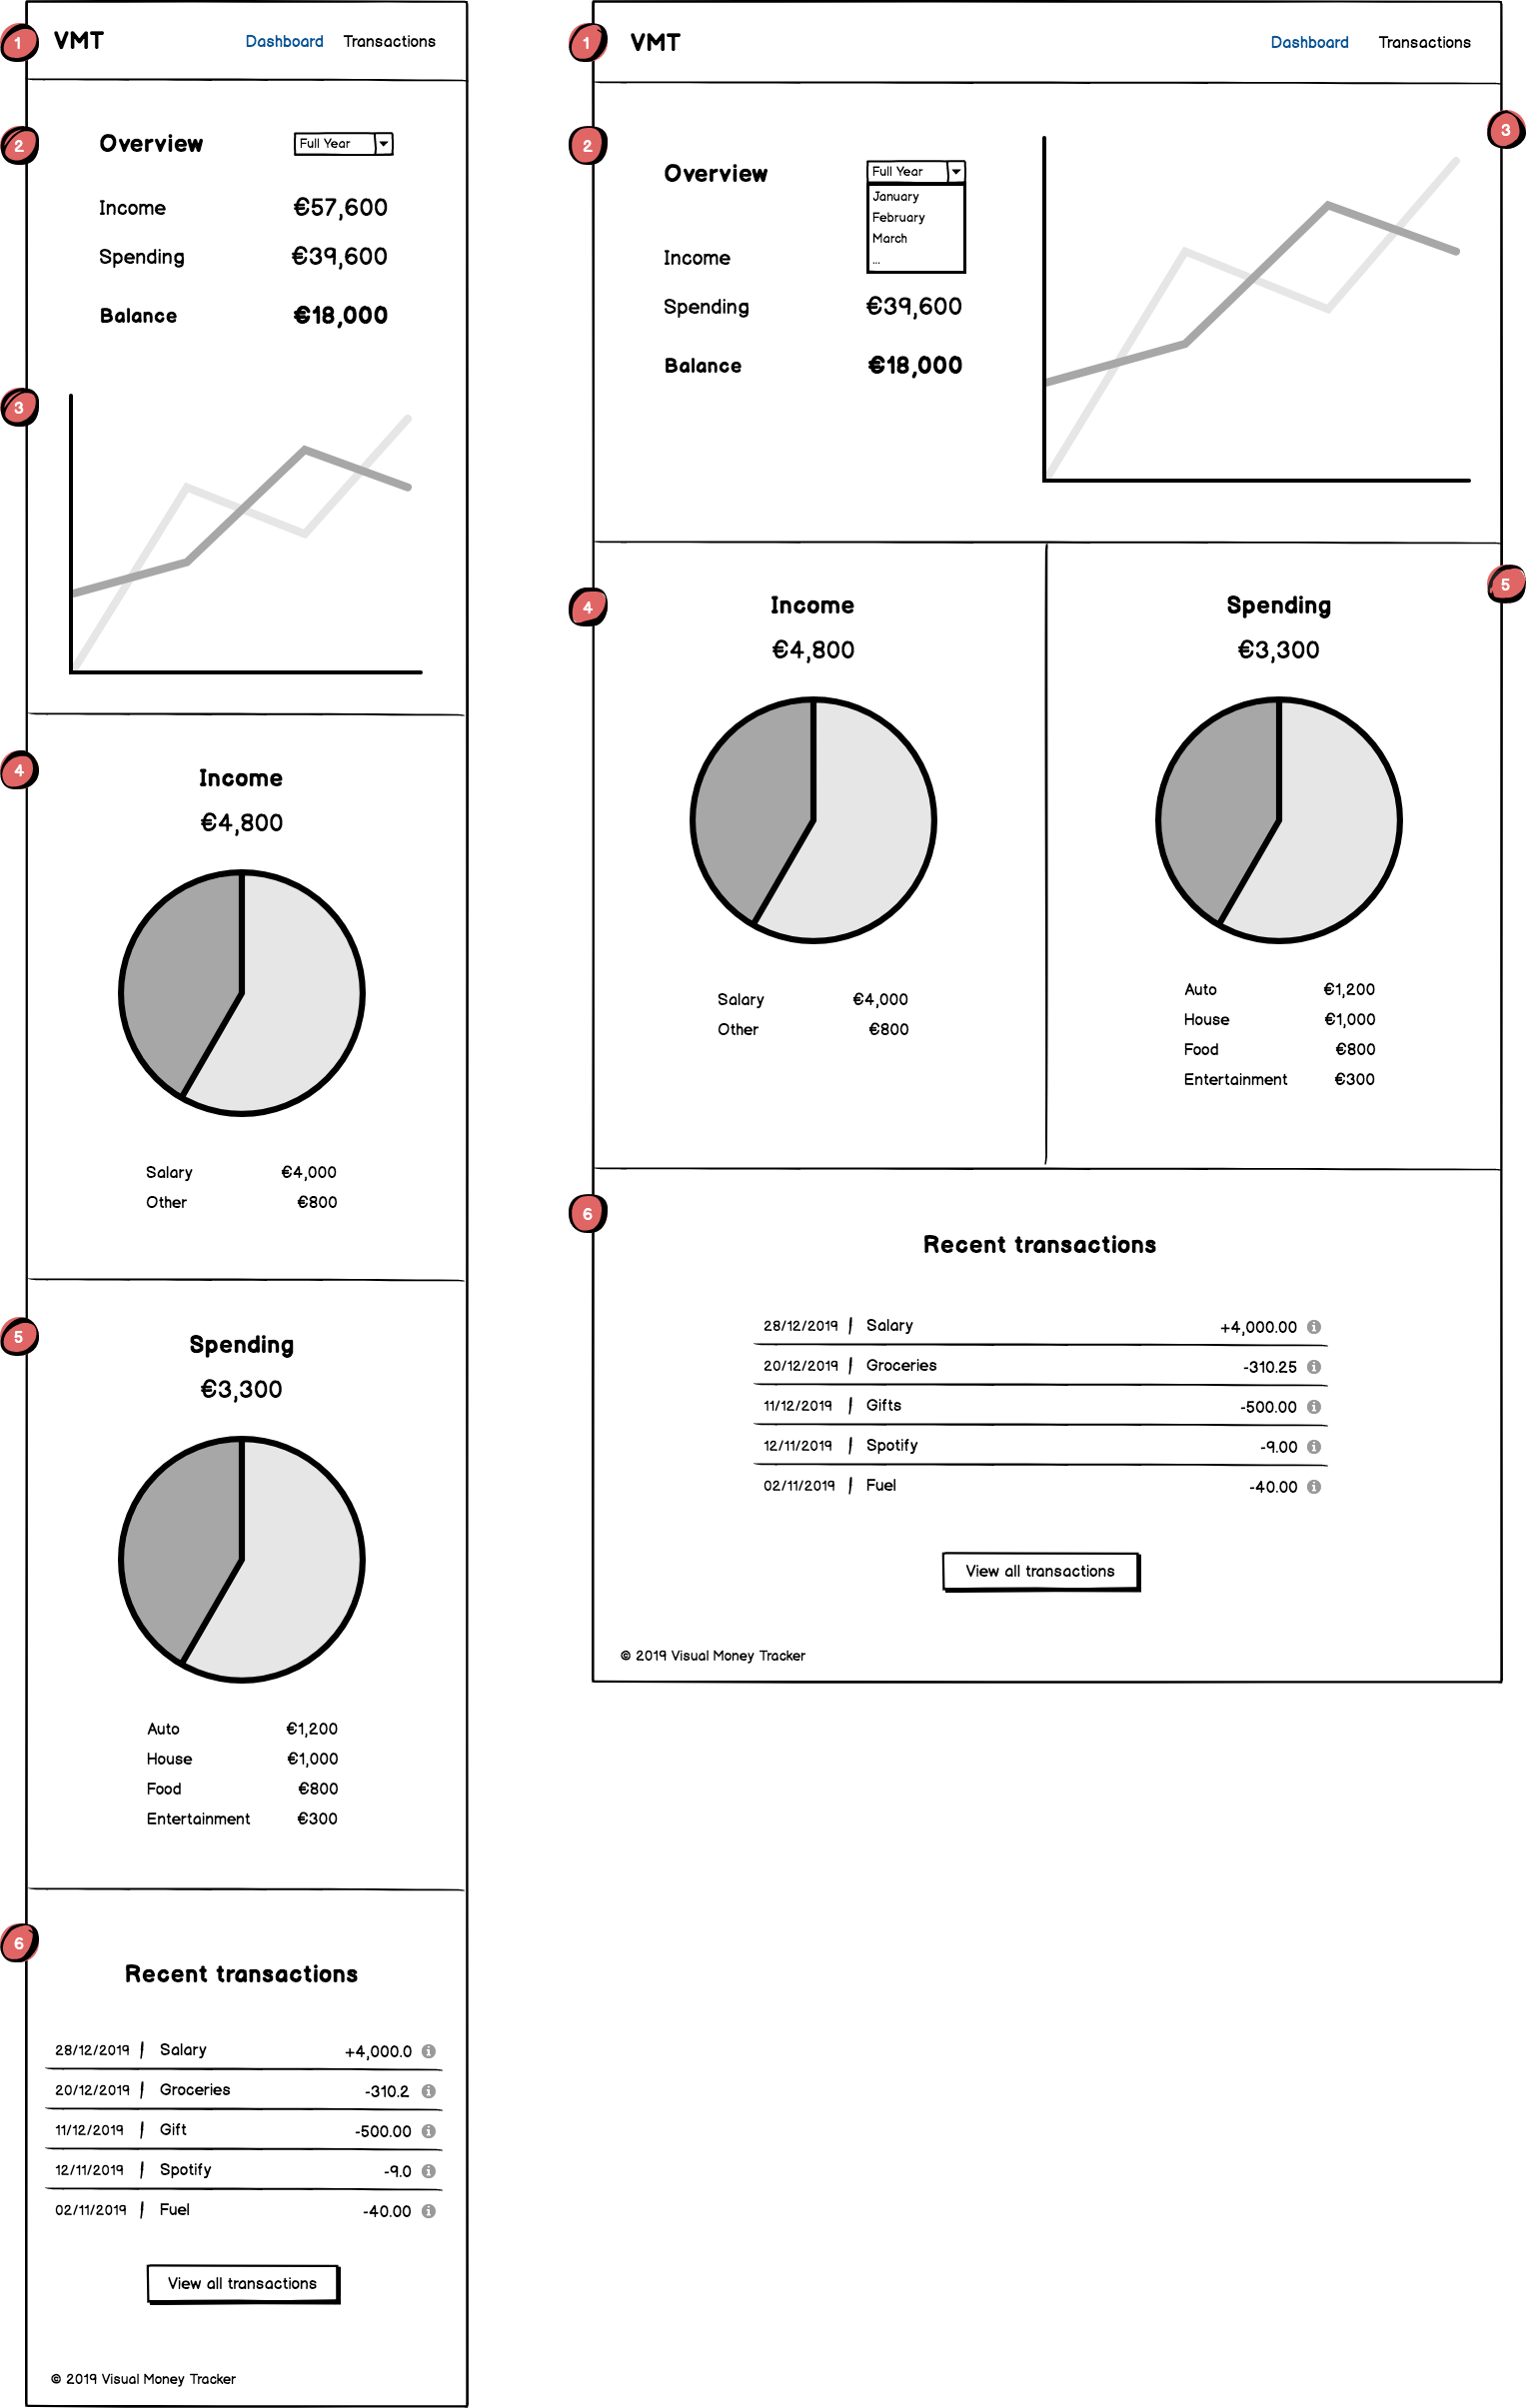 1 VMT Dashboard Transactions
2 Overview Full Year
Income €57,600
Spending €39,600
Balance €18,000
3
4
Income
€4,800
Salary €4,000
Other €800
5
Spending
€3,300
Auto €1,200
House €1,000
Food €800
Entertainment €300
6
Recent transactions
28/12/2019 | Salary +4,000.0 i
20/12/2019 | Groceries -310.2 i
11/12/2019 | Gift -500.00 i
12/11/2019 | Spotify -9.0 i
02/11/2019 | Fuel -40.00 i
View all transactions
© 2019 Visual Money Tracker
1 VMT Dashboard Transactions
2
3
Overview Full Year
January
February
March
...
Income
Spending €39,600
Balance €18,000
4
Income
€4,800
Salary €4,000
Other €800
5
Spending
€3,300
Auto €1,200
House €1,000
Food €800
Entertainment €300
6
Recent transactions
28/12/2019 | Salary +4,000.00 i
20/12/2019 | Groceries -310.25 i
11/12/2019 | Gifts -500.00 i
12/11/2019 | Spotify -9.00 i
02/11/2019 | Fuel -40.00 i
View all transactions
© 2019 Visual Money Tracker